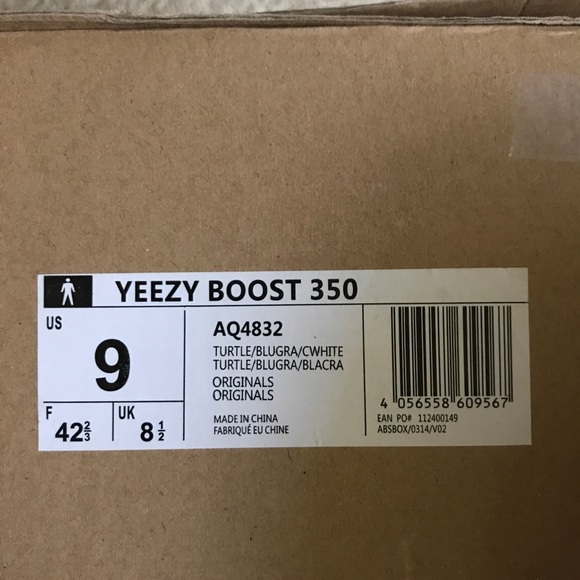 YEEZY BOOST 350
US
9
F
42⅔
UK
8½
AQ4832
TURTLE/BLUGRA/CWHITE
TURTLE/BLUGRA/BLACRA
ORIGINALS
ORIGINALS
MADE IN CHINA
FABRIQUÉ EU CHINE
4 056558 609567
EAN PO# 112400149
ABSBOX/0314/V02